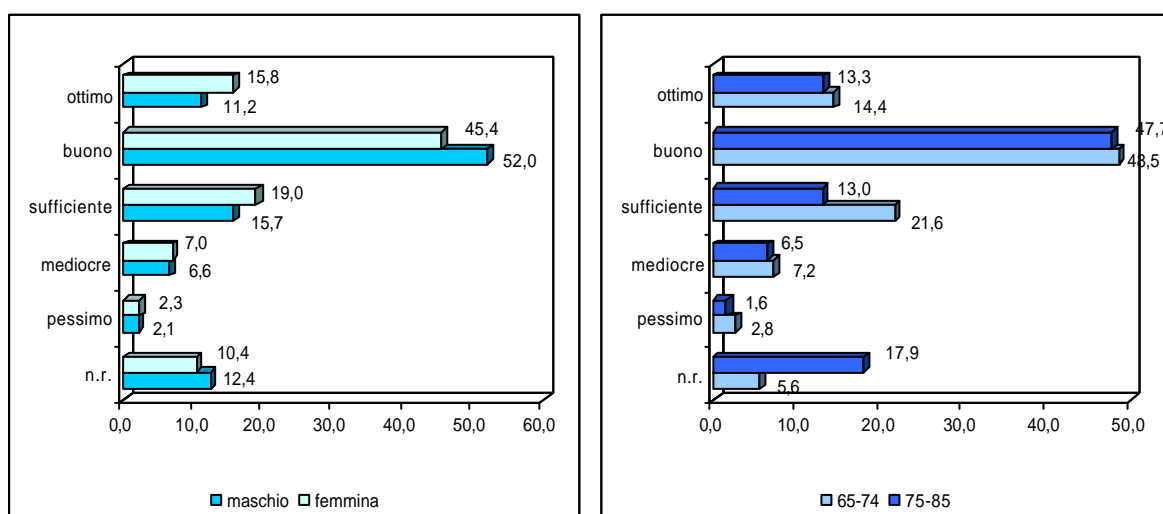 ottimo 15,8
11,2
buono 45,4
52,0
sufficiente 19,0
15,7
mediocre 7,0
6,6
pessimo 2,3
2,1
n.r. 10,4
12,4
0,0 10,0 20,0 30,0 40,0 50,0 60,0
maschio femmina
ottimo 13,3
14,4
buono 47,7
48,5
sufficiente 13,0
21,6
mediocre 6,5
7,2
pessimo 1,6
2,8
n.r. 17,9
5,6
0,0 10,0 20,0 30,0 40,0 50,0
65-74 75-85